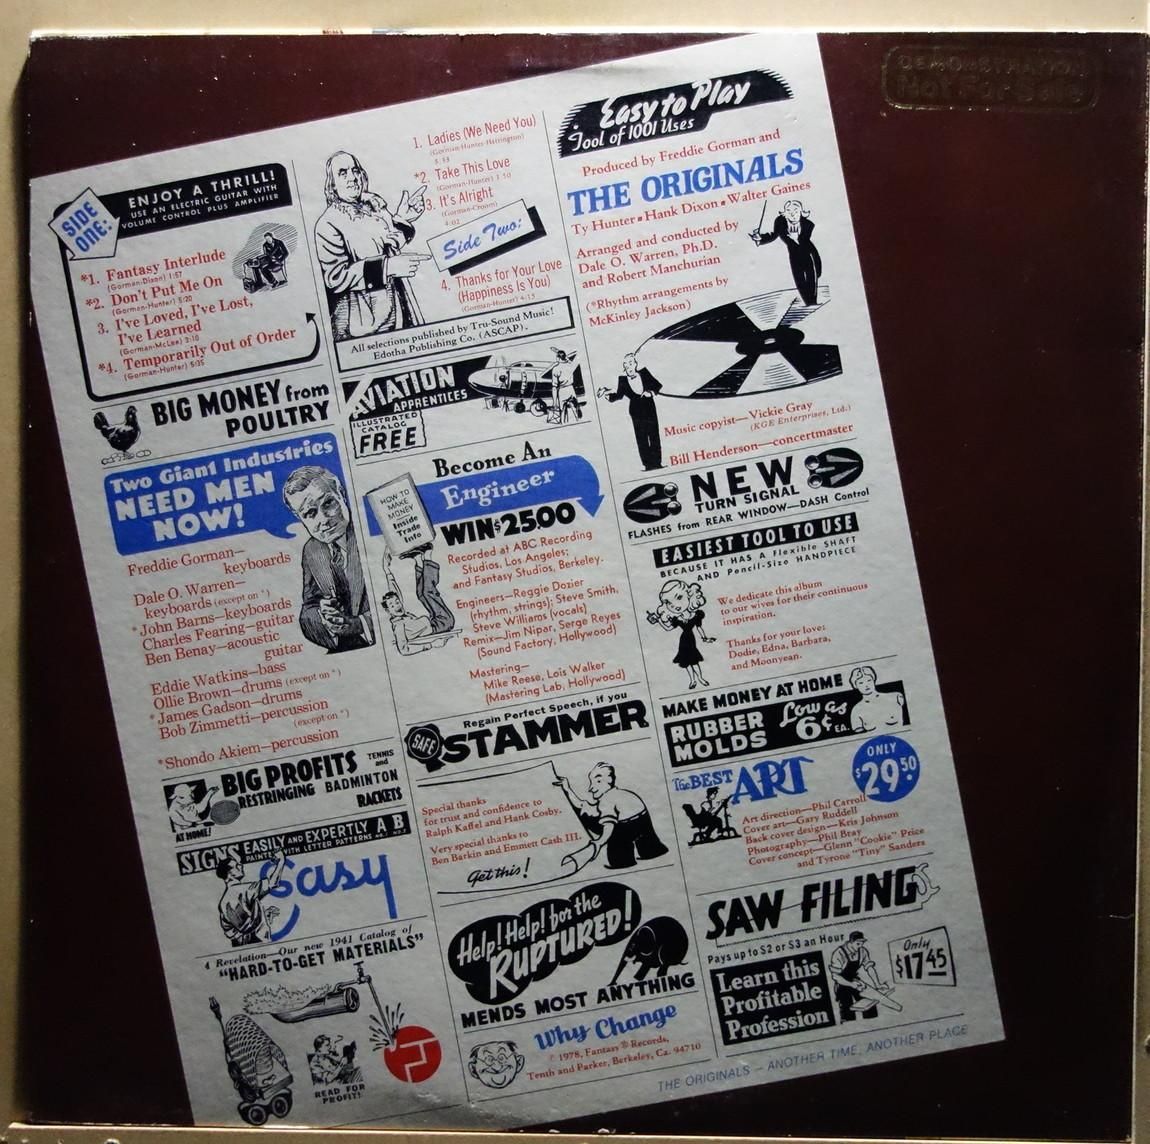 DEMONSTRATION
Not For Sale
SIDE
ONE:
ENJOY A THRILL!
USE AN ELECTRIC GUITAR WITH
VOLUME CONTROL PLUS AMPLIFIER
*1. Fantasy Interlude
(Gorman-Dixon) 1:57
*2. Don't Put Me On
(Gorman-Hunter) 5:20
3. I've Loved, I've Lost,
I've Learned
(Gorman-McLee) 3:10
*4. Temporarily Out of Order
(Gorman-Hunter) 5:35
BIG MONEY from
POULTRY
Two Giant Industries
NEED MEN
NOW!
Freddie Gorman—
keyboards
Dale O. Warren—
keyboards (except on *)
*John Barns—keyboards
Charles Fearing—guitar
Ben Benay—acoustic
guitar
Eddie Watkins—bass
Ollie Brown—drums (except on *)
*James Gadson—drums
Bob Zimmetti—percussion
(except on *)
*Shondo Akiem—percussion
BIG PROFITS
TENNIS
and
RESTRINGING BADMINTON
RACKETS
AT HOME!
SIGNS EASILY AND EXPERTLY A B
PAINTED WITH LETTER PATTERNS NO. 1 NO. 2
Easy
A Revelation—Our new 1941 Catalog of
"HARD-TO-GET MATERIALS"
READ FOR
PROFIT!
1. Ladies (We Need You)
(Gorman-Hunter-Harrington)
*2. Take This Love
(Gorman-Hunter)
3. It's Alright
(Gorman-Croom)
4:02
Side Two:
4. Thanks for Your Love
(Happiness Is You)
(Gorman-Hunter) 4:15
All selections published by Tru-Sound Music!
Edotha Publishing Co. (ASCAP).
AVIATION
APPRENTICES
ILLUSTRATED
CATALOG
FREE
Become An
Engineer
HOW TO
MAKE
MONEY
Inside
Trade
Info
WIN $25.00
Recorded at ABC Recording
Studios, Los Angeles;
and Fantasy Studios, Berkeley.
Engineers—Reggie Dozier
(rhythm, strings); Steve Smith,
Steve Williams (vocals)
Remix—Jim Nipar, Serge Reyes
(Sound Factory, Hollywood)
Mastering—
Mike Reese, Lois Walker
(Mastering Lab, Hollywood)
Regain Perfect Speech, if you
SAFE STAMMER
Special thanks
for trust and confidence to
Ralph Kaffel and Hank Cosby.
Very special thanks to
Ben Barkin and Emmett Cash III.
Get this!
Help! Help! for the
RUPTURED!
MENDS MOST ANYTHING
Why Change
© 1978, Fantasy ® Records,
Tenth and Parker, Berkeley, Ca. 94710
Easy to Play
Tool of 1001 Uses
Produced by Freddie Gorman and
THE ORIGINALS
Ty Hunter ▪ Hank Dixon ▪ Walter Gaines
Arranged and conducted by
Dale O. Warren, Ph.D.
and Robert Manchurian
(*Rhythm arrangements by
McKinley Jackson)
Music copyist—Vickie Gray
(KGE Enterprises, Ltd.)
Bill Henderson—concertmaster
NEW
TURN SIGNAL
FLASHES from REAR WINDOW—DASH Control
EASIEST TOOL TO USE
BECAUSE IT HAS A Flexible SHAFT
AND Pencil-Size HANDPIECE
We dedicate this album
to our wives for their continuous
inspiration.
Thanks for your love:
Dodie, Edna, Barbara,
and Moonyean.
MAKE MONEY AT HOME
RUBBER
MOLDS
Low as
6¢ EA.
The BEST
ART
ONLY
$29.50
Art direction—Phil Carroll
Cover art—Gary Ruddell
Back cover design—Kris Johnson
Photography—Phil Bray
Cover concept—Glenn "Cookie" Price
and Tyrone "Tiny" Sanders
SAW FILING
Pays up to $2 or $3 an Hour
Learn this
Profitable
Profession
Only
$17.45
THE ORIGINALS – ANOTHER TIME, ANOTHER PLACE